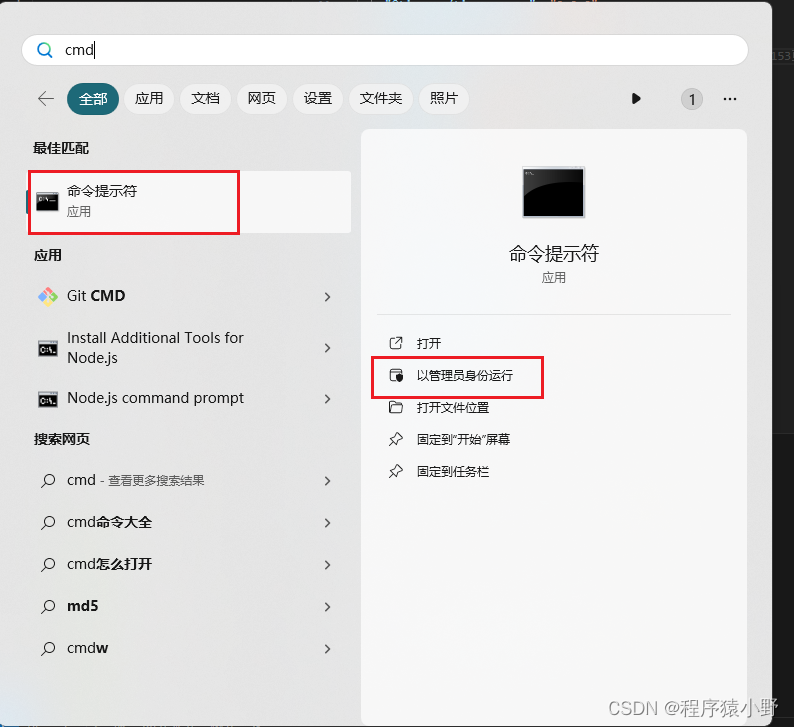 cmd
全部
应用
文档
网页
设置
文件夹
照片
1
最佳匹配
命令提示符
应用
应用
Git CMD
Install Additional Tools for
Node.js
Node.js command prompt
搜索网页
cmd - 查看更多搜索结果
cmd命令大全
cmd怎么打开
md5
cmdw
命令提示符
应用
打开
以管理员身份运行
打开文件位置
固定到"开始"屏幕
固定到任务栏
153
CSDN @程序猿小野